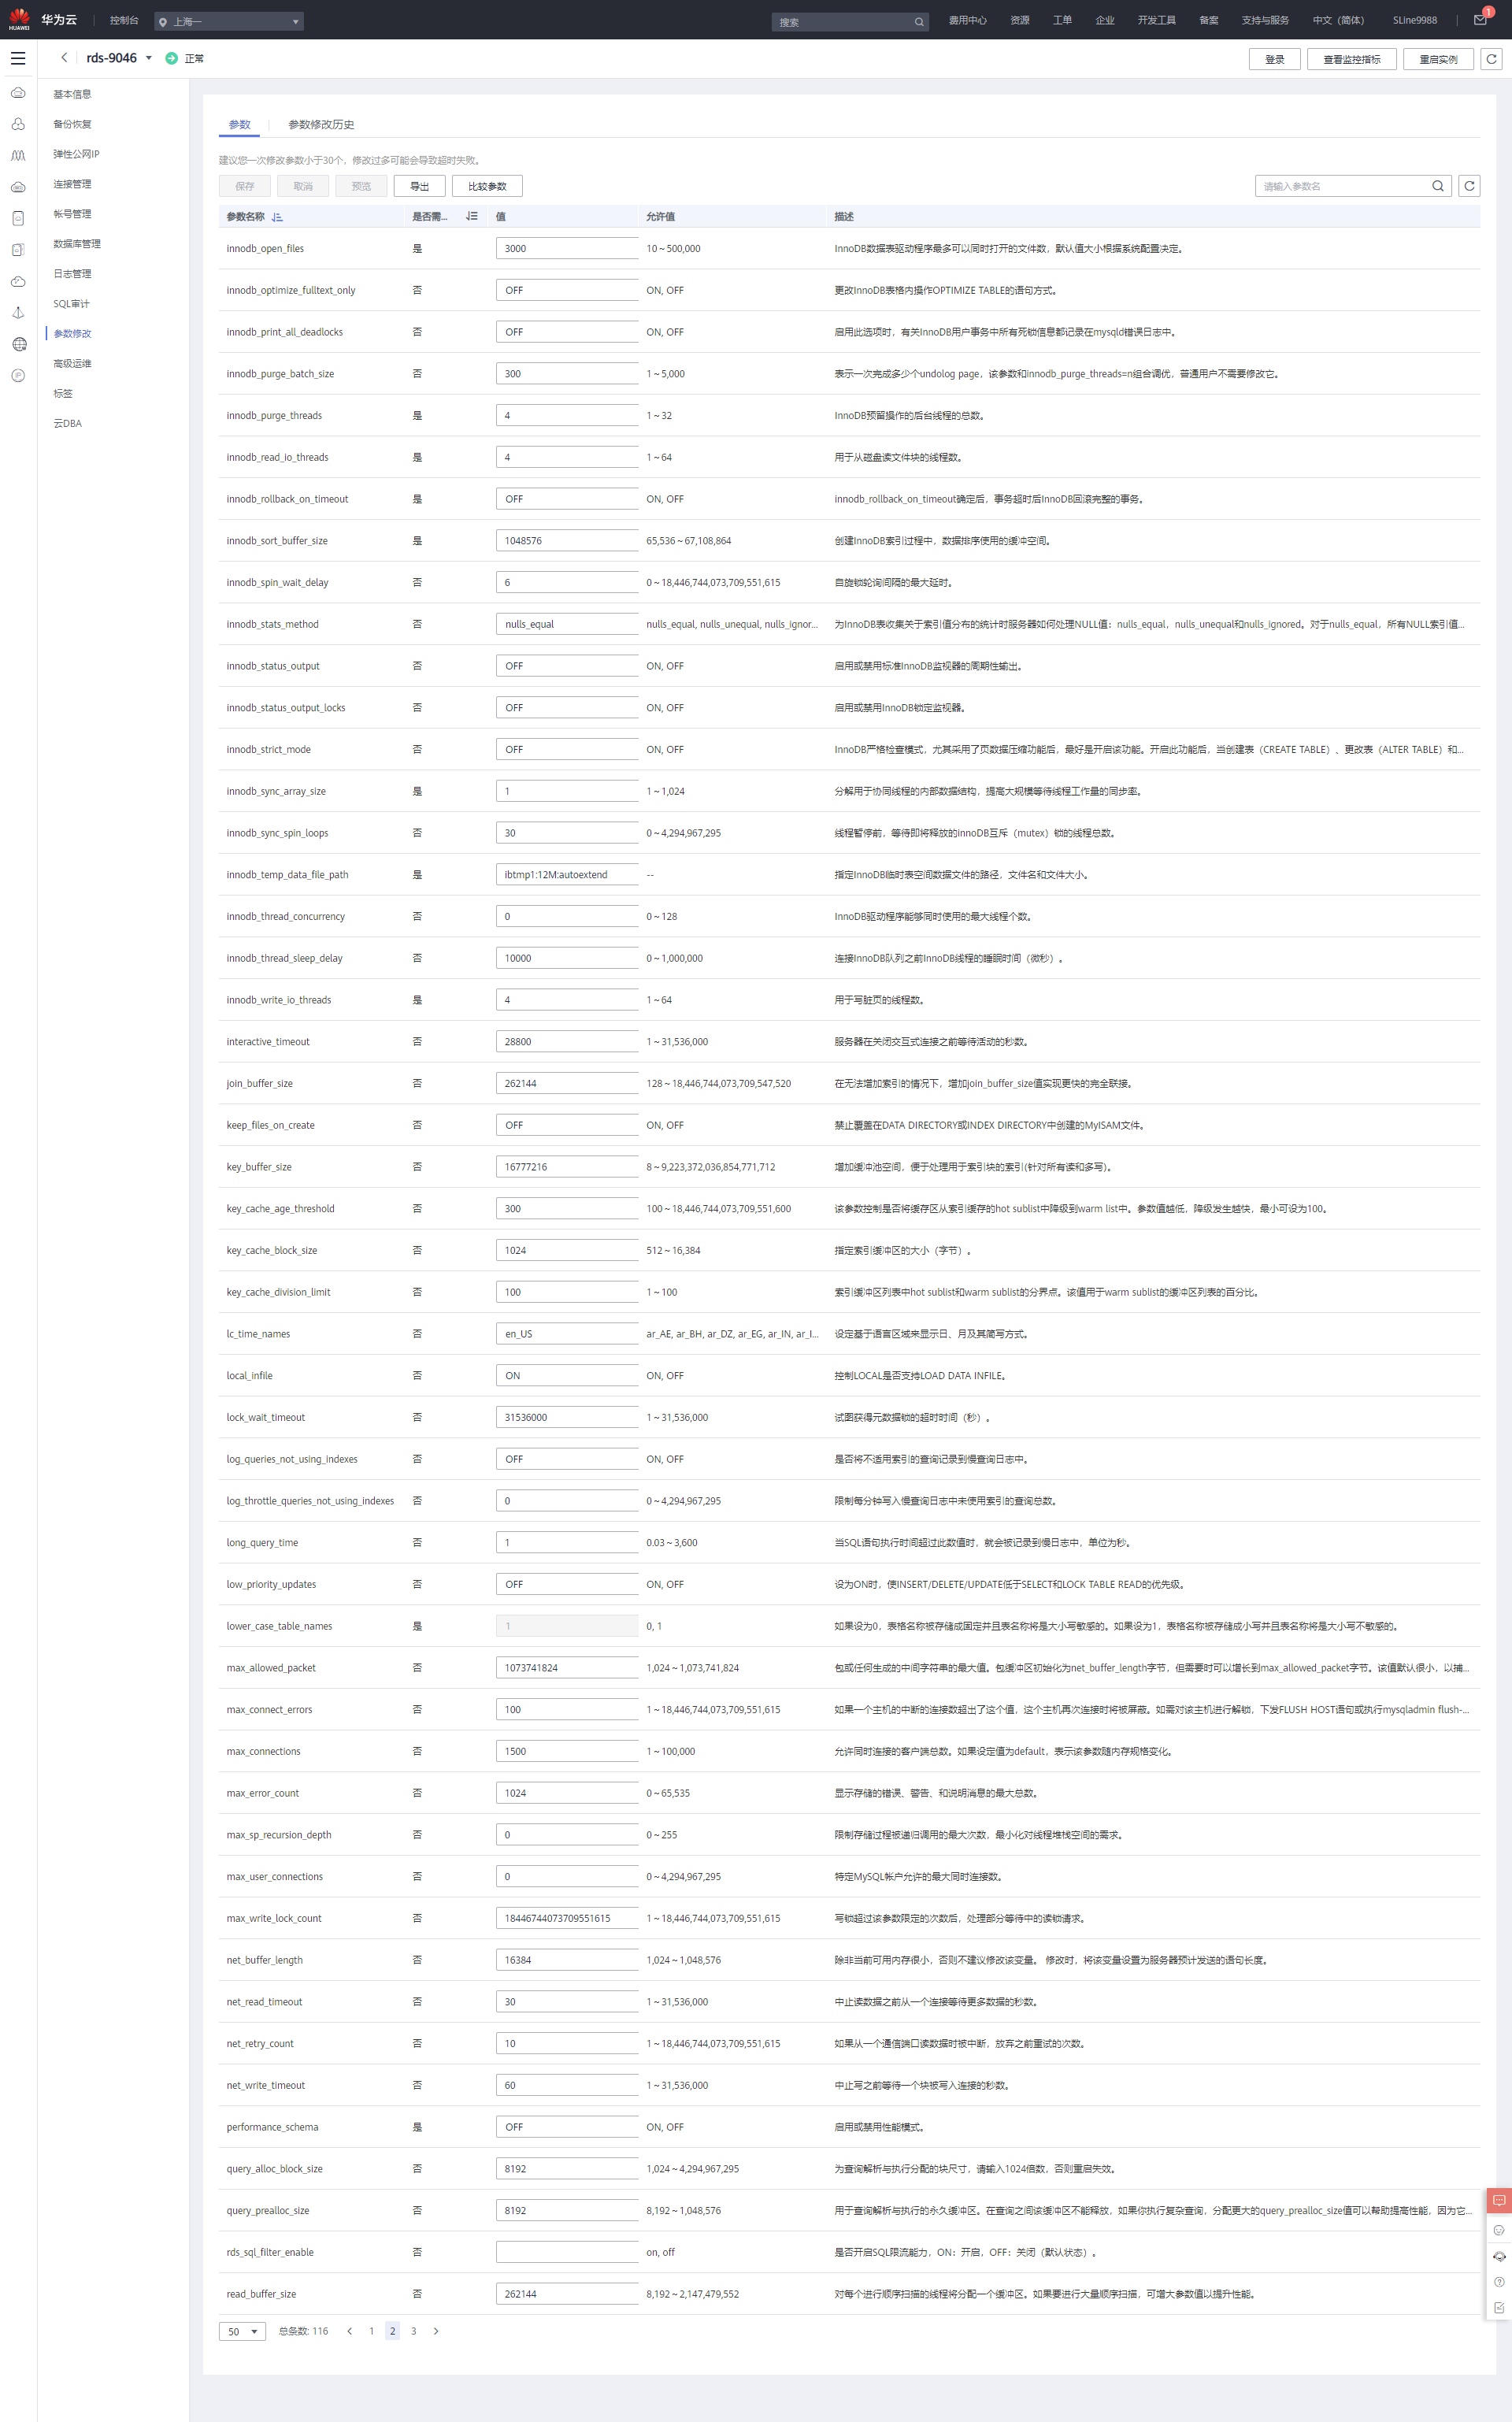 HUAWEI
华为云 控制台 上海一 搜索 费用中心 资源 工单 企业 开发工具 备案 支持与服务 中文（简体） SLine9988 1
rds-9046 正常 登录 查看监控指标 重启实例
基本信息
备份恢复
弹性公网IP
连接管理
帐号管理
数据库管理
日志管理
SQL审计
参数修改
高级运维
标签
云DBA
参数 参数修改历史
建议您一次修改参数小于30个，修改过多可能会导致超时失败。
保存 取消 预览 导出 比较参数 请输入参数名
参数名称 是否需... 值 允许值 描述
innodb_open_files 是 3000 10 ~ 500,000 InnoDB数据表驱动程序最多可以同时打开的文件数，默认值大小根据系统配置决定。
innodb_optimize_fulltext_only 否 OFF ON, OFF 更改InnoDB表格内操作OPTIMIZE TABLE的语句方式。
innodb_print_all_deadlocks 否 OFF ON, OFF 启用此选项时，有关InnoDB用户事务中所有死锁信息都记录在mysqld错误日志中。
innodb_purge_batch_size 否 300 1 ~ 5,000 表示一次完成多少个undolog page，该参数和innodb_purge_threads=n组合调优，普通用户不需要修改它。
innodb_purge_threads 是 4 1 ~ 32 InnoDB预留操作的后台线程的总数。
innodb_read_io_threads 是 4 1 ~ 64 用于从磁盘读文件块的线程数。
innodb_rollback_on_timeout 是 OFF ON, OFF innodb_rollback_on_timeout确定后，事务超时后InnoDB回滚完整的事务。
innodb_sort_buffer_size 是 1048576 65,536 ~ 67,108,864 创建InnoDB索引过程中，数据排序使用的缓冲空间。
innodb_spin_wait_delay 否 6 0 ~ 18,446,744,073,709,551,615 自旋锁轮询间隔的最大延时。
innodb_stats_method 否 nulls_equal nulls_equal, nulls_unequal, nulls_ignor... 为InnoDB表收集关于索引值分布的统计时服务器如何处理NULL值：nulls_equal，nulls_unequal和nulls_ignored。对于nulls_equal，所有NULL索引值...
innodb_status_output 否 OFF ON, OFF 启用或禁用标准InnoDB监视器的周期性输出。
innodb_status_output_locks 否 OFF ON, OFF 启用或禁用InnoDB锁定监视器。
innodb_strict_mode 否 OFF ON, OFF InnoDB严格检查模式，尤其采用了页数据压缩功能后，最好是开启该功能。开启此功能后，当创建表（CREATE TABLE）、更改表（ALTER TABLE）和...
innodb_sync_array_size 是 1 1 ~ 1,024 分解用于协同线程的内部数据结构，提高大规模等待线程工作量的同步率。
innodb_sync_spin_loops 否 30 0 ~ 4,294,967,295 线程暂停前，等待即将释放的InnoDB互斥（mutex）锁的线程总数。
innodb_temp_data_file_path 是 ibtmp1:12M:autoextend -- 指定InnoDB临时表空间数据文件的路径，文件名和文件大小。
innodb_thread_concurrency 否 0 0 ~ 128 InnoDB驱动程序能够同时使用的最大线程个数。
innodb_thread_sleep_delay 否 10000 0 ~ 1,000,000 连接InnoDB队列之前InnoDB线程的睡眠时间（微秒）。
innodb_write_io_threads 是 4 1 ~ 64 用于写脏页的线程数。
interactive_timeout 否 28800 1 ~ 31,536,000 服务器在关闭交互式连接之前等待活动的秒数。
join_buffer_size 否 262144 128 ~ 18,446,744,073,709,547,520 在无法增加索引的情况下，增加join_buffer_size值实现更快的完全联接。
keep_files_on_create 否 OFF ON, OFF 禁止覆盖在DATA DIRECTORY或INDEX DIRECTORY中创建的MyISAM文件。
key_buffer_size 否 16777216 8 ~ 9,223,372,036,854,771,712 增加缓冲池空间，便于处理用于索引块的索引(针对所有读和多写)。
key_cache_age_threshold 否 300 100 ~ 18,446,744,073,709,551,600 该参数控制是否将缓存区从索引缓存的hot sublist中降级到warm list中。参数值越低，降级发生越快，最小可设为100。
key_cache_block_size 否 1024 512 ~ 16,384 指定索引缓冲区的大小（字节）。
key_cache_division_limit 否 100 1 ~ 100 索引缓冲区列表中hot sublist和warm sublist的分界点。该值用于warm sublist的缓冲区列表的百分比。
lc_time_names 否 en_US ar_AE, ar_BH, ar_DZ, ar_EG, ar_IN, ar_I... 设定基于语言区域来显示日、月及其简写方式。
local_infile 否 ON ON, OFF 控制LOCAL是否支持LOAD DATA INFILE。
lock_wait_timeout 否 31536000 1 ~ 31,536,000 试图获得元数据锁的超时时间（秒）。
log_queries_not_using_indexes 否 OFF ON, OFF 是否将不适用索引的查询记录到慢查询日志中。
log_throttle_queries_not_using_indexes 否 0 0 ~ 4,294,967,295 限制每分钟写入慢查询日志中未使用索引的查询总数。
long_query_time 否 1 0.03 ~ 3,600 当SQL语句执行时间超过此数值时，就会被记录到慢日志中，单位为秒。
low_priority_updates 否 OFF ON, OFF 设为ON时，使INSERT/DELETE/UPDATE低于SELECT和LOCK TABLE READ的优先级。
lower_case_table_names 是 1 0, 1 如果设为0，表格名称被存储成固定并且表名称将是大小写敏感的。如果设为1，表格名称被存储成小写并且表名称将是大小写不敏感的。
max_allowed_packet 否 1073741824 1,024 ~ 1,073,741,824 包或任何生成的中间字符串的最大值。包缓冲区初始化为net_buffer_length字节，但需要时可以增长到max_allowed_packet字节。该值默认很小，以捕...
max_connect_errors 否 100 1 ~ 18,446,744,073,709,551,615 如果一个主机的中断的连接数超出了这个值，这个主机再次连接时将被屏蔽。如需对该主机进行解锁，下发FLUSH HOST语句或执行mysqladmin flush-...
max_connections 否 1500 1 ~ 100,000 允许同时连接的客户端总数。如果设定值为default，表示该参数随内存规格变化。
max_error_count 否 1024 0 ~ 65,535 显示存储的错误、警告、和说明消息的最大总数。
max_sp_recursion_depth 否 0 0 ~ 255 限制存储过程被递归调用的最大次数，最小化对线程堆栈空间的需求。
max_user_connections 否 0 0 ~ 4,294,967,295 特定MySQL帐户允许的最大同时连接数。
max_write_lock_count 否 18446744073709551615 1 ~ 18,446,744,073,709,551,615 写锁超过该参数限定的次数后，处理部分等待中的读锁请求。
net_buffer_length 否 16384 1,024 ~ 1,048,576 除非当前可用内存很小，否则不建议修改该变量。 修改时，将该变量设置为服务器预计发送的语句长度。
net_read_timeout 否 30 1 ~ 31,536,000 中止读数据之前从一个连接等待更多数据的秒数。
net_retry_count 否 10 1 ~ 18,446,744,073,709,551,615 如果从一个通信端口读数据时被中断，放弃之前重试的次数。
net_write_timeout 否 60 1 ~ 31,536,000 中止写之前等待一个块被写入连接的秒数。
performance_schema 是 OFF ON, OFF 启用或禁用性能模式。
query_alloc_block_size 否 8192 1,024 ~ 4,294,967,295 为查询解析与执行分配的块尺寸，请输入1024倍数，否则重启失效。
query_prealloc_size 否 8192 8,192 ~ 1,048,576 用于查询解析与执行的永久缓冲区。在查询之间该缓冲区不能释放，如果你执行复杂查询，分配更大的query_prealloc_size值可以帮助提高性能，因为它...
rds_sql_filter_enable 否 on, off 是否开启SQL限流能力，ON：开启，OFF：关闭（默认状态）。
read_buffer_size 否 262144 8,192 ~ 2,147,479,552 对每个进行顺序扫描的线程将分配一个缓冲区。如果要进行大量顺序扫描，可增大参数值以提升性能。
50 总条数: 116 1 2 3